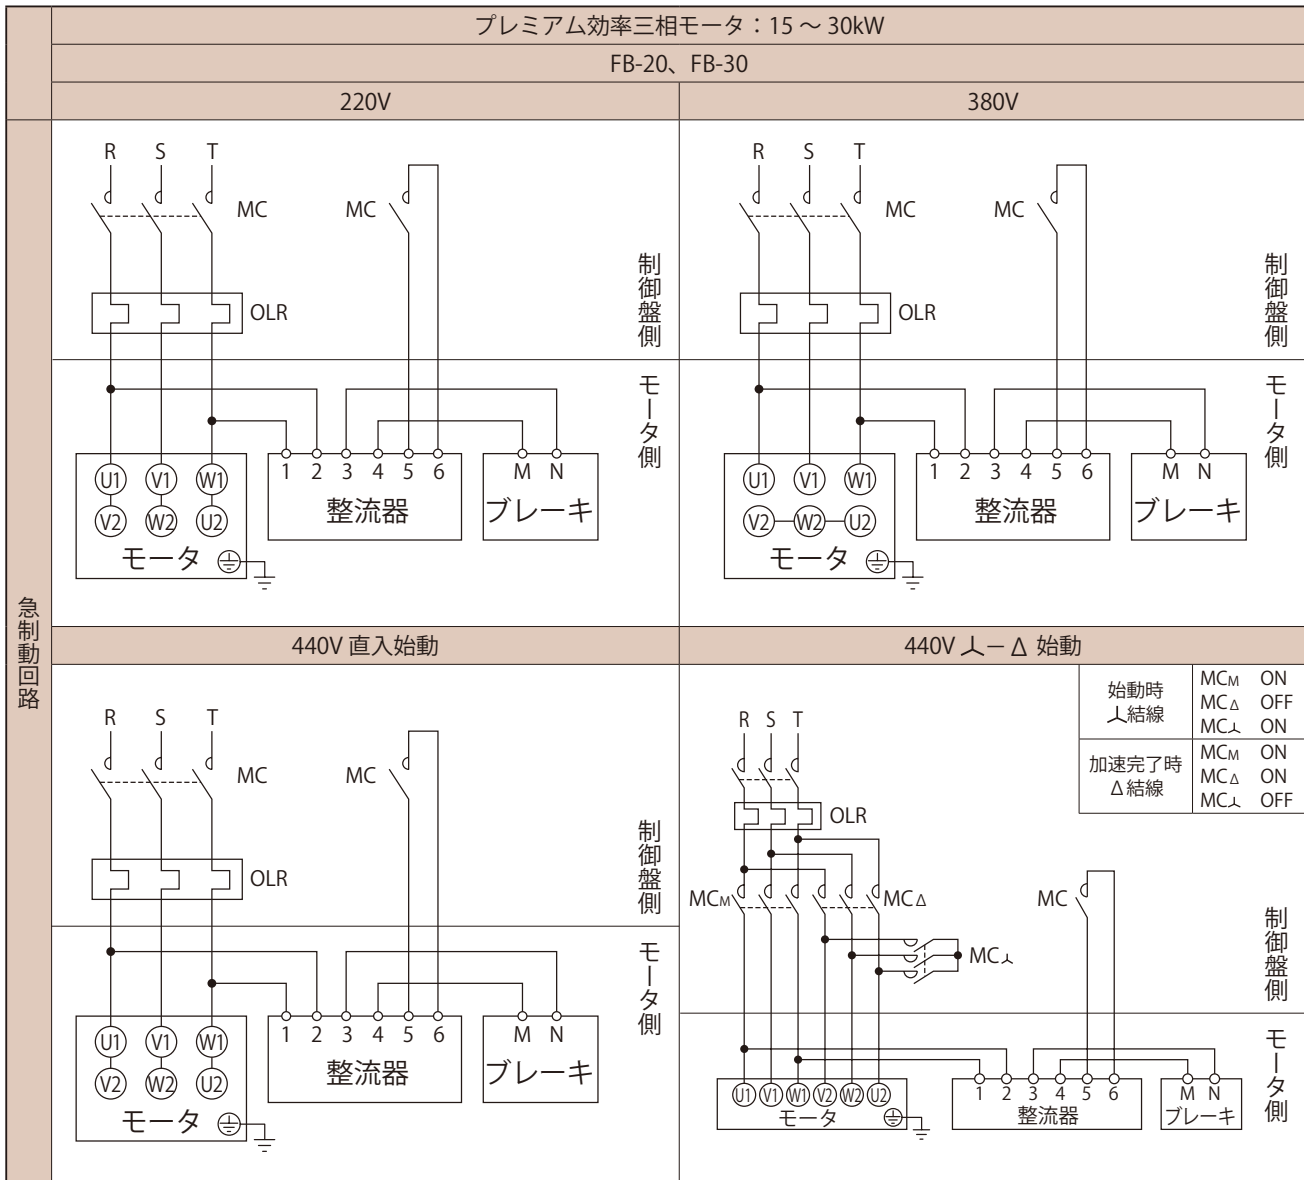 プレミアム効率三相モータ：15 ～ 30kW
FB-20、FB-30
220V
380V
急制動回路
R S T
MC
MC
OLR
制御盤側
モータ側
1 2 3 4 5 6
M N
U1 V1 W1
V2 W2 U2
モータ
整流器
ブレーキ
R S T
MC
MC
OLR
制御盤側
モータ側
1 2 3 4 5 6
M N
U1 V1 W1
V2 W2 U2
モータ
整流器
ブレーキ
440V 直入始動
440V 人－Δ 始動
R S T
MC
MC
OLR
制御盤側
モータ側
1 2 3 4 5 6
M N
U1 V1 W1
V2 W2 U2
モータ
整流器
ブレーキ
始動時
人結線
MCM ON
MCΔ OFF
MC人 ON
加速完了時
Δ結線
MCM ON
MCΔ ON
MC人 OFF
R S T
OLR
MCM
MCΔ
MC
MC人
制御盤側
モータ側
U1 V1 W1 V2 W2 U2
モータ
1 2 3 4 5 6
整流器
M N
ブレーキ